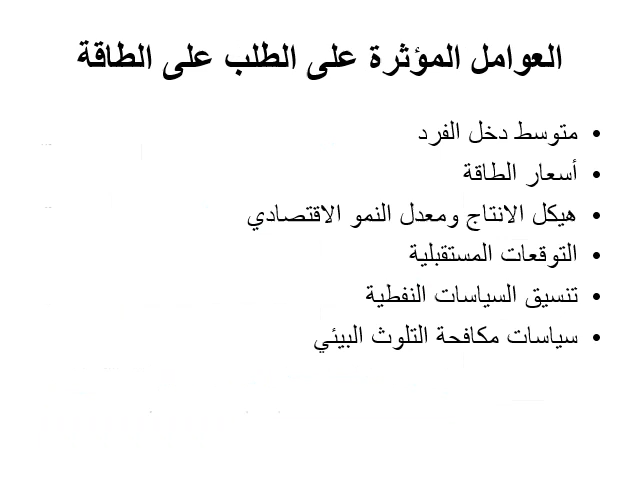 العوامل المؤثرة على الطلب على الطاقة
• متوسط دخل الفرد
• أسعار الطاقة
• هيكل الانتاج ومعدل النمو الاقتصادي
• التوقعات المستقبلية
• تنسيق السياسات النفطية
• سياسات مكافحة التلوث البيئي